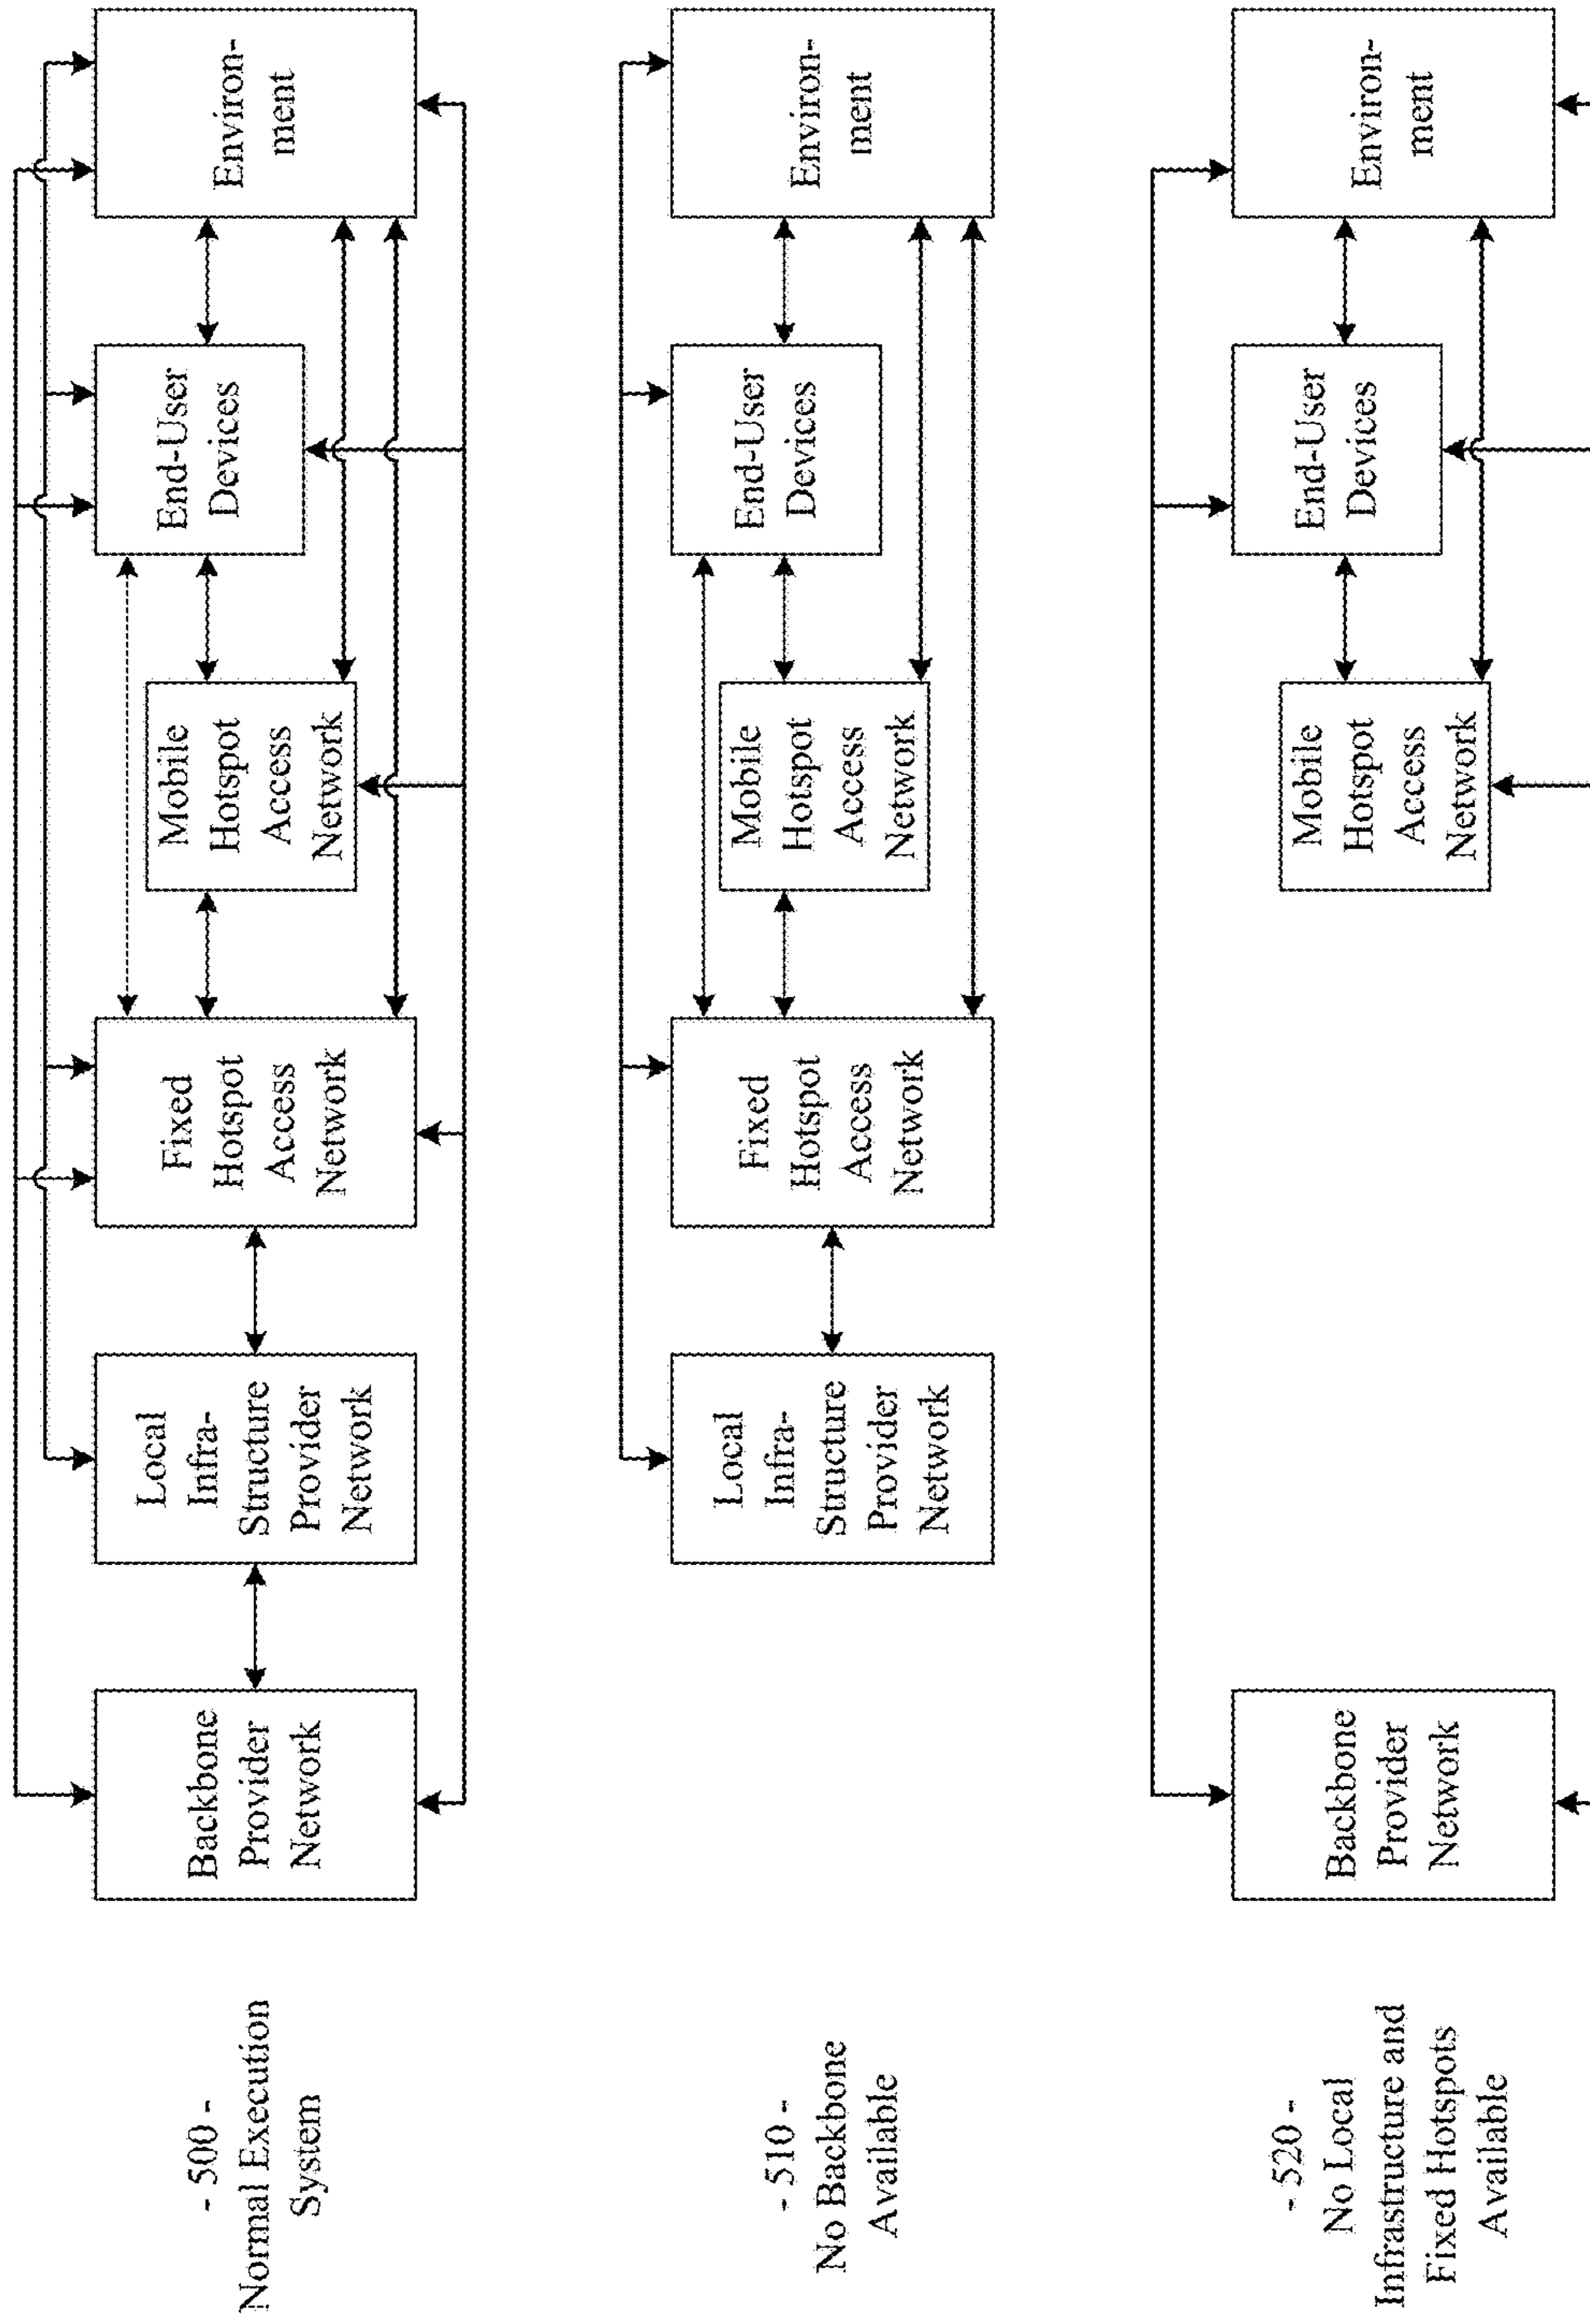 - 500 -
Normal Execution
System
Backbone
Provider
Network
Local
Infra-
Structure
Provider
Network
Fixed
Hotspot
Access
Network
Mobile
Hotspot
Access
Network
End-User
Devices
Environ-
ment
- 510 -
No Backbone
Available
Local
Infra-
Structure
Provider
Network
Fixed
Hotspot
Access
Network
Mobile
Hotspot
Access
Network
End-User
Devices
Environ-
ment
- 520 -
No Local
Infrastructure and
Fixed Hotspots
Available
Backbone
Provider
Network
Mobile
Hotspot
Access
Network
End-User
Devices
Environ-
ment